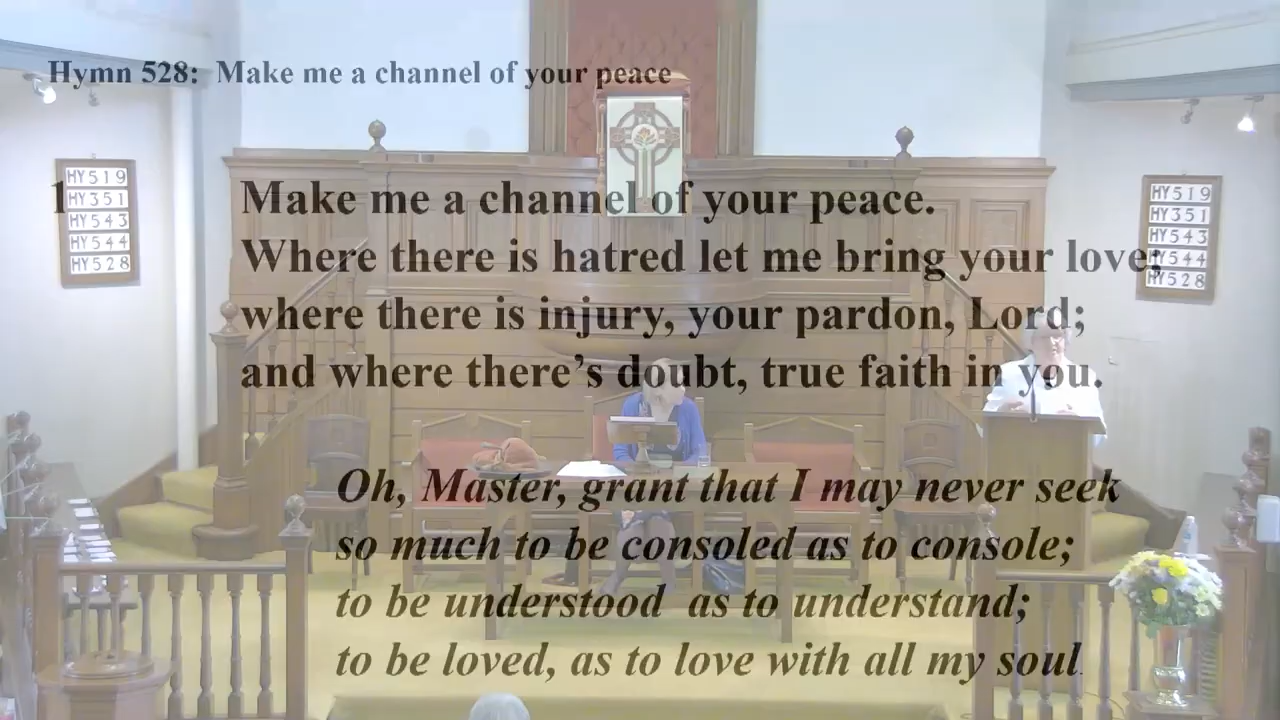 Hymn 528: Make me a channel of your peace
HY519
HY351
HY543
HY544
HY528
1
Make me a channel of your peace.
Where there is hatred let me bring your love;
where there is injury, your pardon, Lord;
and where there's doubt, true faith in you.
Oh, Master, grant that I may never seek
so much to be consoled as to console;
to be understood as to understand;
to be loved, as to love with all my soul.
HY519
HY351
HY543
HY544
HY528